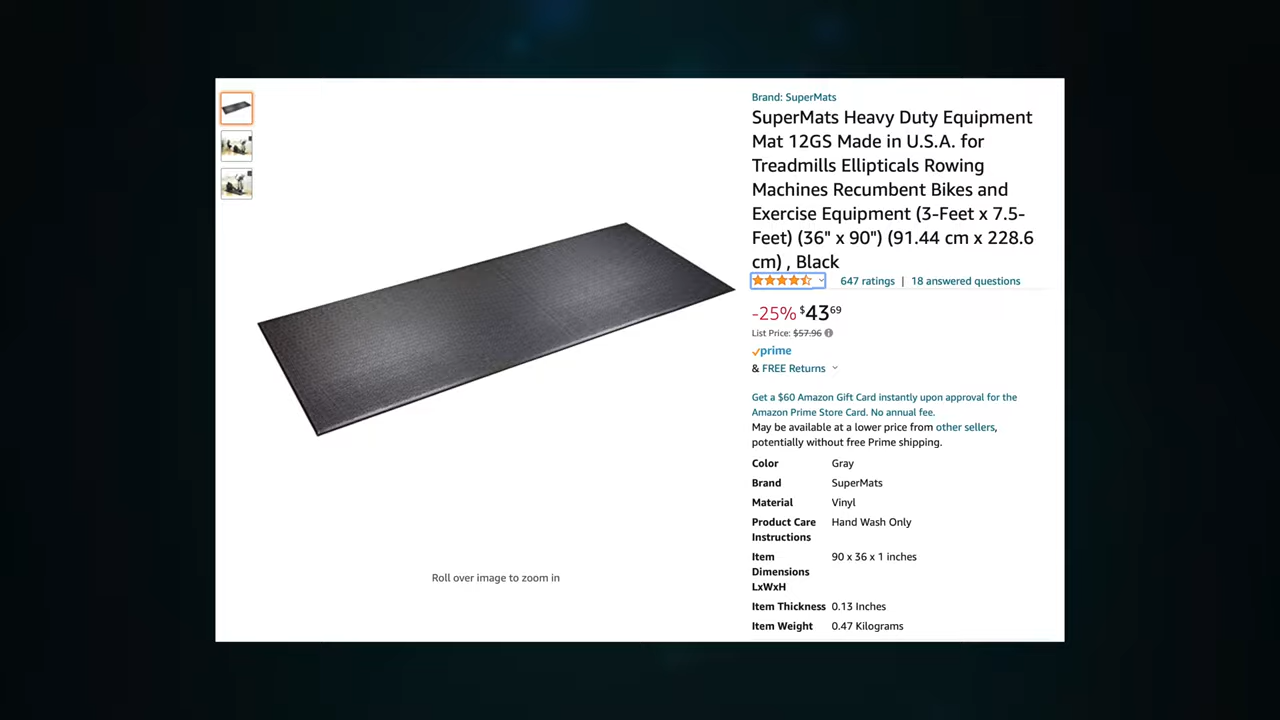 Brand: SuperMats
SuperMats Heavy Duty Equipment
Mat 12GS Made in U.S.A. for
Treadmills Ellipticals Rowing
Machines Recumbent Bikes and
Exercise Equipment (3-Feet x 7.5-
Feet) (36" x 90") (91.44 cm x 228.6
cm) , Black
647 ratings | 18 answered questions
-25% $4369
List Price: $57.96
prime
& FREE Returns
Get a $60 Amazon Gift Card instantly upon approval for the
Amazon Prime Store Card. No annual fee.
May be available at a lower price from other sellers,
potentially without free Prime shipping.
Color Gray
Brand SuperMats
Material Vinyl
Product Care Hand Wash Only
Instructions
Item 90 x 36 x 1 inches
Dimensions
LxWxH
Item Thickness 0.13 Inches
Item Weight 0.47 Kilograms
Roll over image to zoom in